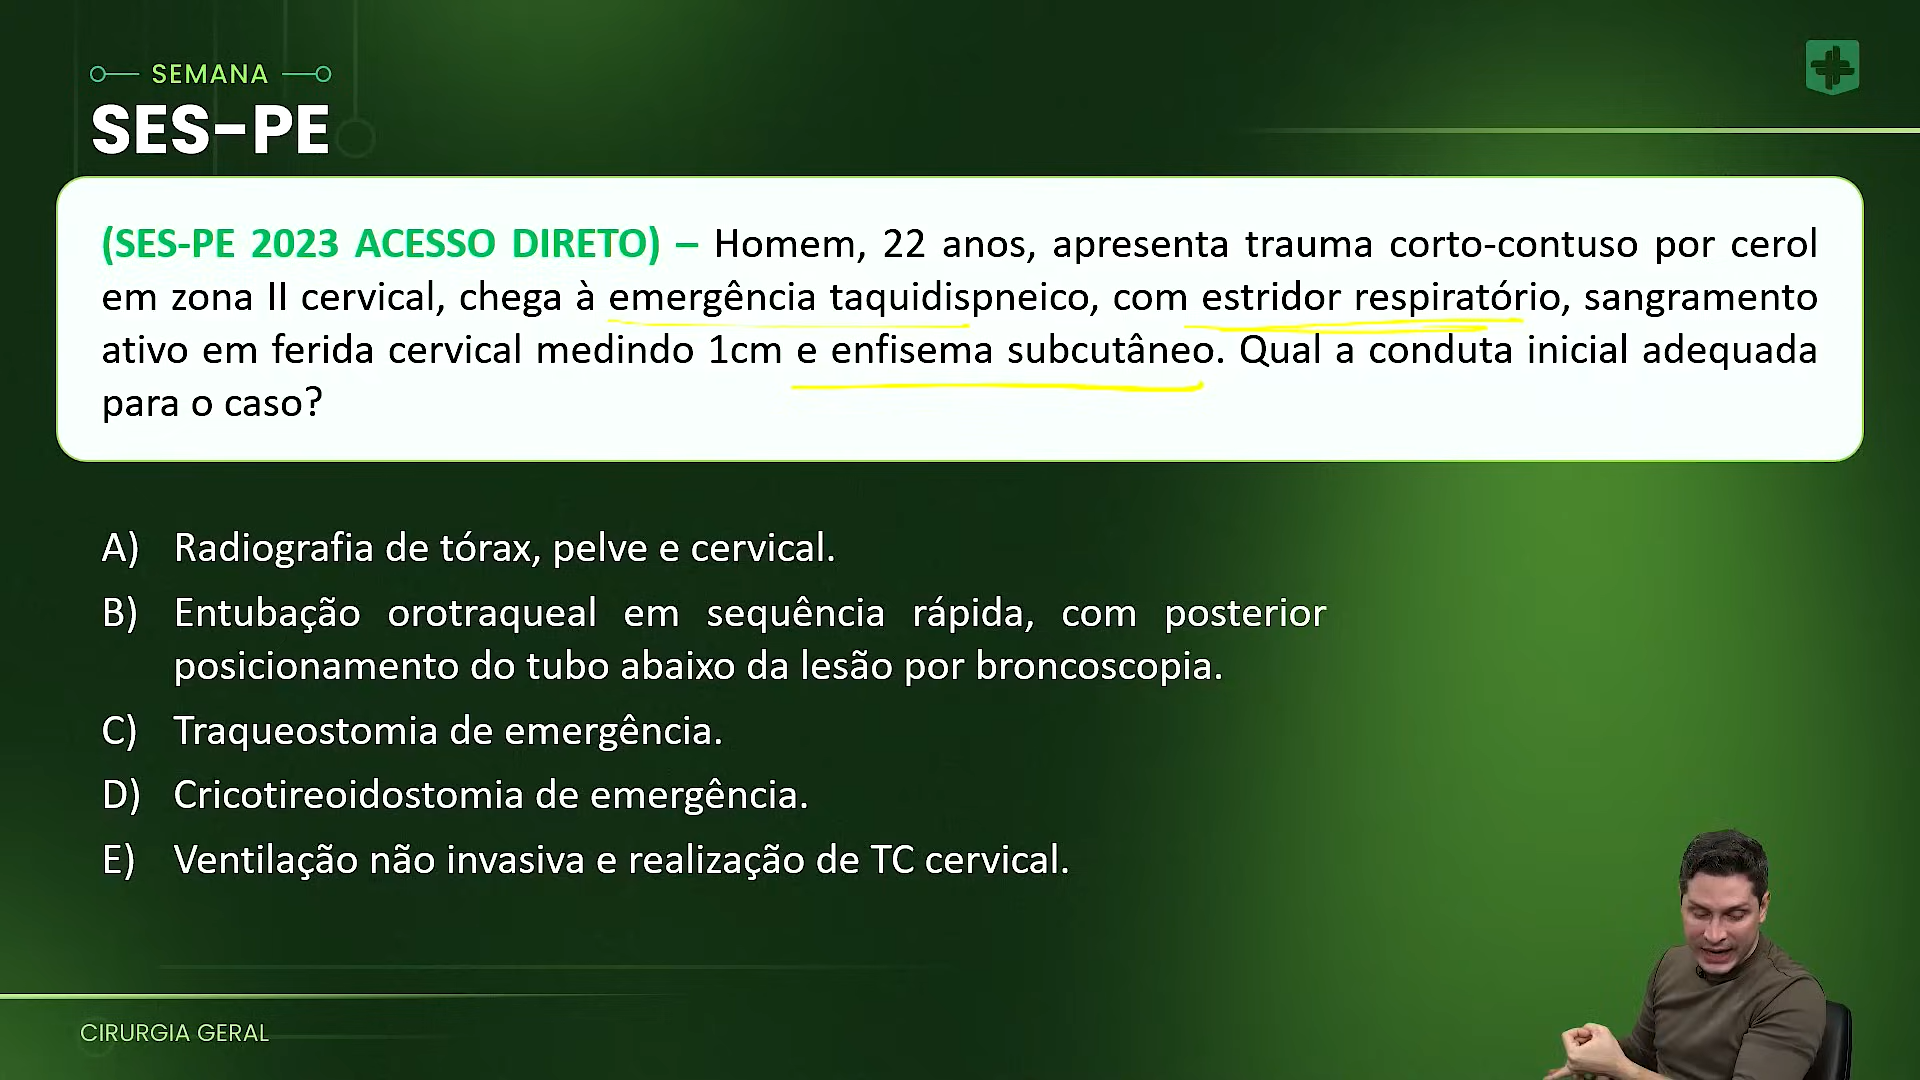 SEMANA
SES-PE
(SES-PE 2023 ACESSO DIRETO) – Homem, 22 anos, apresenta trauma corto-contuso por cerol
em zona II cervical, chega à emergência taquidispneico, com estridor respiratório, sangramento
ativo em ferida cervical medindo 1cm e enfisema subcutâneo. Qual a conduta inicial adequada
para o caso?
A) Radiografia de tórax, pelve e cervical.
B) Entubação orotraqueal em sequência rápida, com posterior
posicionamento do tubo abaixo da lesão por broncoscopia.
C) Traqueostomia de emergência.
D) Cricotireoidostomia de emergência.
E) Ventilação não invasiva e realização de TC cervical.
CIRURGIA GERAL